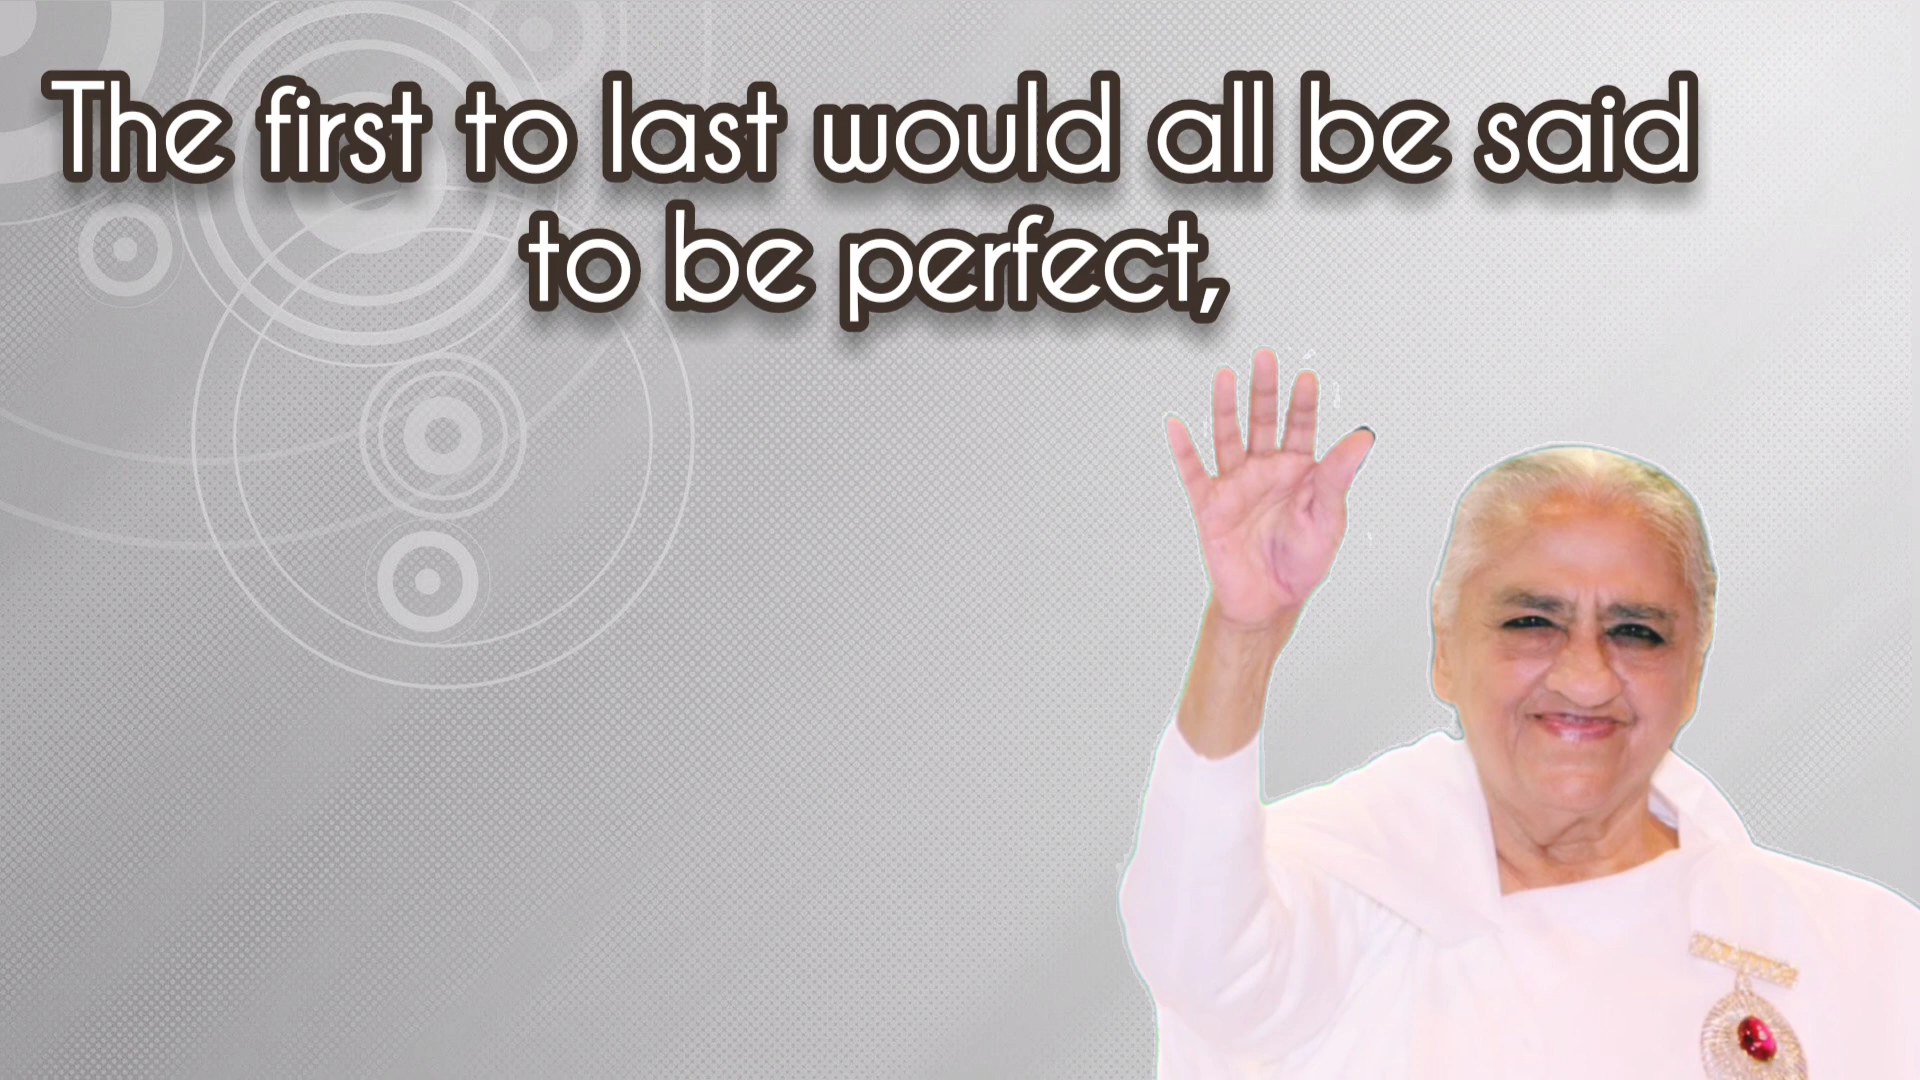 The first to last would all be said
to be perfect,